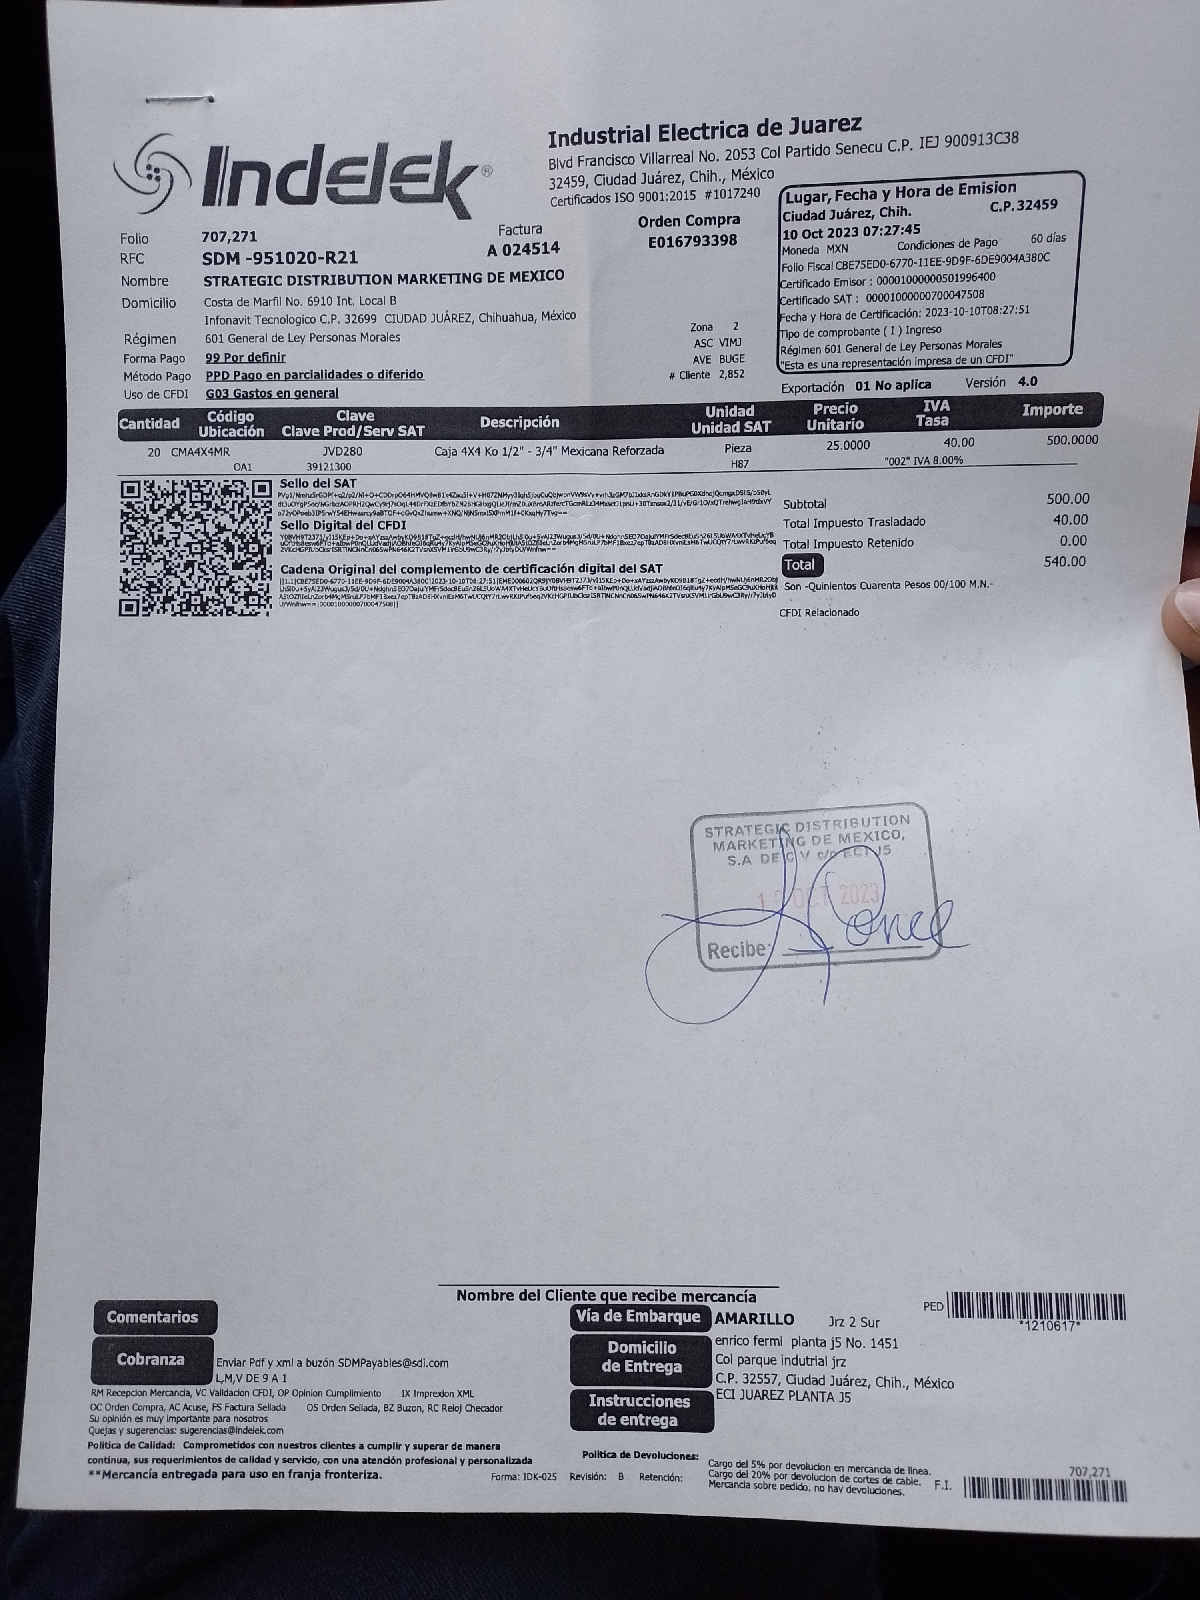 Indelek®
Industrial Electrica de Juarez
Blvd Francisco Villarreal No. 2053 Col Partido Senecu C.P. IEJ 900913C38
32459, Ciudad Juárez, Chih., México
Certificados ISO 9001:2015 #1017240
Lugar, Fecha y Hora de Emision
Ciudad Juárez, Chih. C.P. 32459
10 Oct 2023 07:27:45
Moneda MXN Condiciones de Pago 60 días
Folio Fiscal CBE75ED0-6770-11EE-9D9F-6DE9004A380C
Certificado Emisor : 00001000000501996400
Certificado SAT : 00001000000700047508
Fecha y Hora de Certificación: 2023-10-10T08:27:51
Tipo de comprobante ( I ) Ingreso
Régimen 601 General de Ley Personas Morales
"Esta es una representación impresa de un CFDI"
Exportación 01 No aplica Versión 4.0
Folio 707,271
Factura
A 024514
Orden Compra
E016793398
RFC SDM -951020-R21
Nombre STRATEGIC DISTRIBUTION MARKETING DE MEXICO
Domicilio Costa de Marfil No. 6910 Int. Local B
Infonavit Tecnologico C.P. 32699 CIUDAD JUÁREZ, Chihuahua, México
Régimen 601 General de Ley Personas Morales
Forma Pago 99 Por definir
Método Pago PPD Pago en parcialidades o diferido
Uso de CFDI G03 Gastos en general
Zona 2
ASC VIMJ
AVE BUGE
# Cliente 2,852
Cantidad Código Ubicación Clave Clave Prod/Serv SAT Descripción Unidad Unidad SAT Precio Unitario IVA Tasa Importe
20 CMA4X4MR JVD280 Caja 4X4 Ko 1/2" - 3/4" Mexicana Reforzada Pieza 25.0000 40.00 500.0000
OA1 39121300 H87 "002" IVA 8.00%
Sello del SAT
Sello Digital del CFDI
Cadena Original del complemento de certificación digital del SAT
Subtotal 500.00
Total Impuesto Trasladado 40.00
Total Impuesto Retenido 0.00
Total 540.00
Son -Quinientos Cuarenta Pesos 00/100 M.N.-
CFDI Relacionado
STRATEGIC DISTRIBUTION
MARKETING DE MEXICO,
S.A DE C V c/o ECI J5
10 OCT 2023
Recibe:
Nombre del Cliente que recibe mercancía
Comentarios
Cobranza
Enviar Pdf y xml a buzón SDMPayables@sdi.com
L,M,V DE 9 A 1
RM Recepcion Mercancia, VC Validacion CFDI, OP Opinion Cumplimiento IX Impresion XML
OC Orden Compra, AC Acuse, FS Factura Sellada OS Orden Sellada, BZ Buzon, RC Reloj Checador
Su opinión es muy importante para nosotros
Quejas y sugerencias: sugerencias@indelek.com
Politica de Calidad: Comprometidos con nuestros clientes a cumplir y superar de manera
continua, sus requerimientos de calidad y servicio, con una atención profesional y personalizada
**Mercancía entregada para uso en franja fronteriza.
Forma: IDK-025 Revisión: B Retención:
Vía de Embarque AMARILLO Jrz 2 Sur
Domicilio de Entrega
enrico fermi planta j5 No. 1451
Col parque indutrial jrz
C.P. 32557, Ciudad Juárez, Chih., México
Instrucciones de entrega
ECI JUAREZ PLANTA J5
PED
*1210617*
Politica de Devoluciones:
Cargo del 5% por devolucion en mercancia de linea.
Cargo del 20% por devolucion de cortes de cable.
Mercancia sobre pedido, no hay devoluciones.
707,271
F.I.